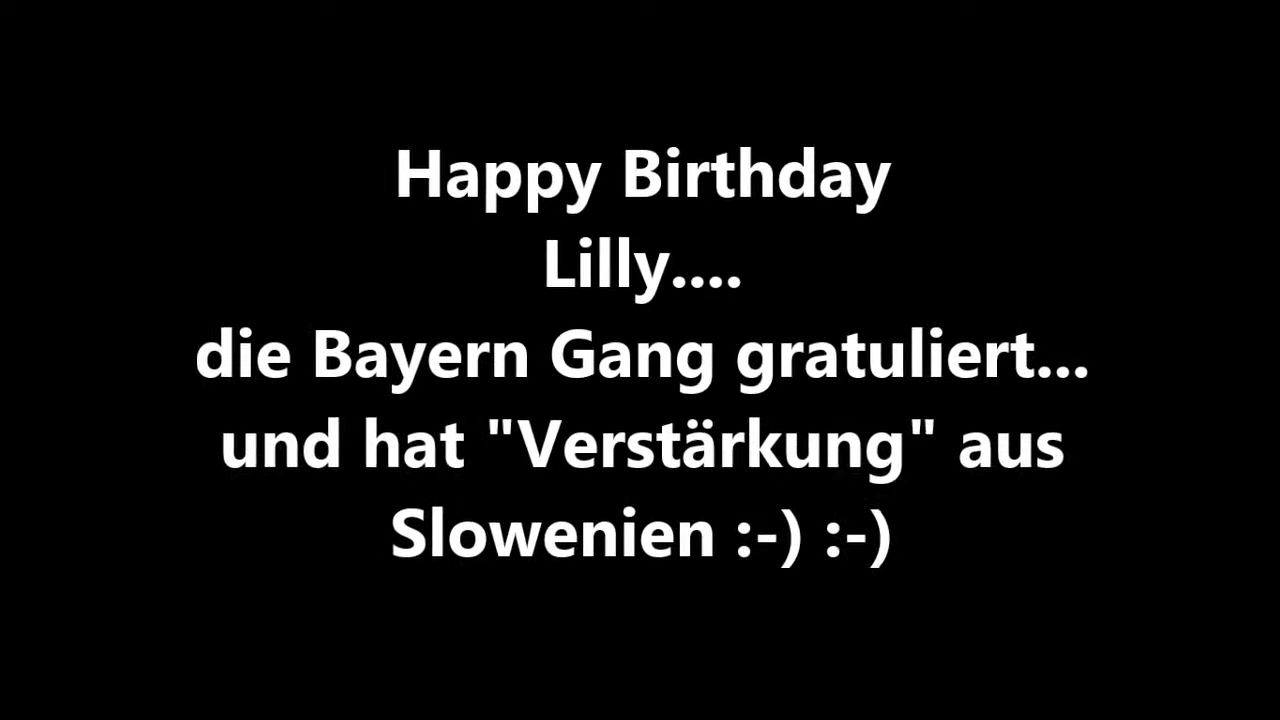 Happy Birthday
Lilly....
die Bayern Gang gratuliert...
und hat "Verstärkung" aus
Slowenien :-) :-)